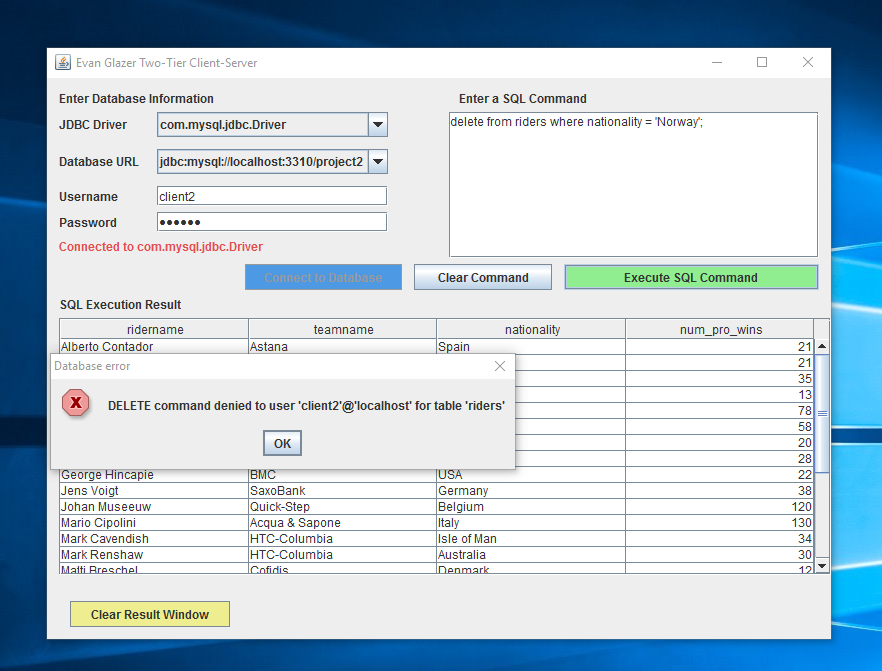 Evan Glazer Two-Tier Client-Server
Enter Database Information
JDBC Driver com.mysql.jdbc.Driver
Database URL jdbc:mysql://localhost:3310/project2
Username client2
Password ••••••
Connected to com.mysql.jdbc.Driver
Connect to Database
Enter a SQL Command
delete from riders where nationality = 'Norway';
Clear Command
Execute SQL Command
SQL Execution Result
ridername teamname nationality num_pro_wins
Alberto Contador Astana Spain 21
21
35
13
78
58
20
28
Database error
DELETE command denied to user 'client2'@'localhost' for table 'riders'
OK
George Hincapie BMC USA 22
Jens Voigt SaxoBank Germany 38
Johan Museeuw Quick-Step Belgium 120
Mario Cipolini Acqua & Sapone Italy 130
Mark Cavendish HTC-Columbia Isle of Man 34
Mark Renshaw HTC-Columbia Australia 30
Matti Breschel Cofidis Denmark 12
Clear Result Window